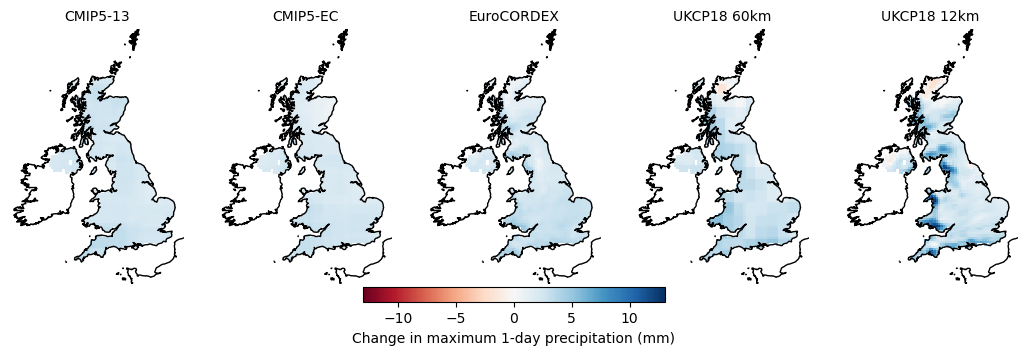 CMIP5-13 CMIP5-EC EuroCORDEX UKCP18 60km UKCP18 12km
−10 −5 0 5 10
Change in maximum 1-day precipitation (mm)